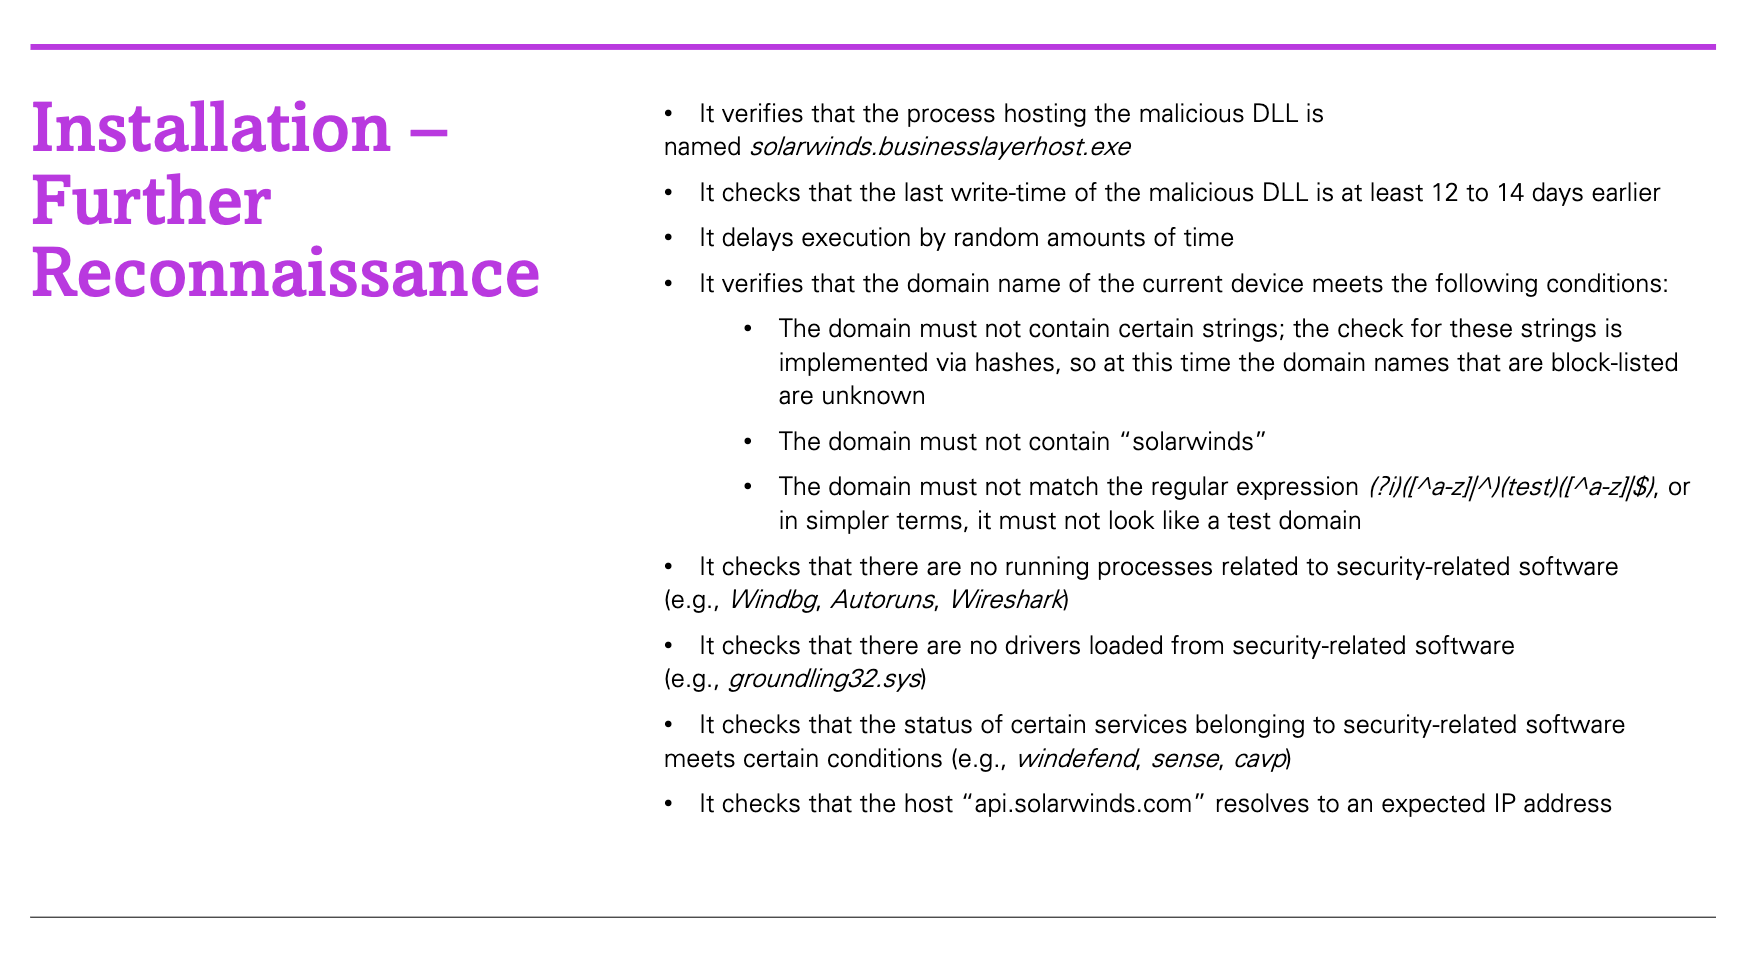 Installation –
Further
Reconnaissance
• It verifies that the process hosting the malicious DLL is
named solarwinds.businesslayerhost.exe
• It checks that the last write-time of the malicious DLL is at least 12 to 14 days earlier
• It delays execution by random amounts of time
• It verifies that the domain name of the current device meets the following conditions:
• The domain must not contain certain strings; the check for these strings is
implemented via hashes, so at this time the domain names that are block-listed
are unknown
• The domain must not contain “solarwinds”
• The domain must not match the regular expression (?i)([^a-z]|^)(test)([^a-z]|$), or
in simpler terms, it must not look like a test domain
• It checks that there are no running processes related to security-related software
(e.g., Windbg, Autoruns, Wireshark)
• It checks that there are no drivers loaded from security-related software
(e.g., groundling32.sys)
• It checks that the status of certain services belonging to security-related software
meets certain conditions (e.g., windefend, sense, cavp)
• It checks that the host “api.solarwinds.com” resolves to an expected IP address